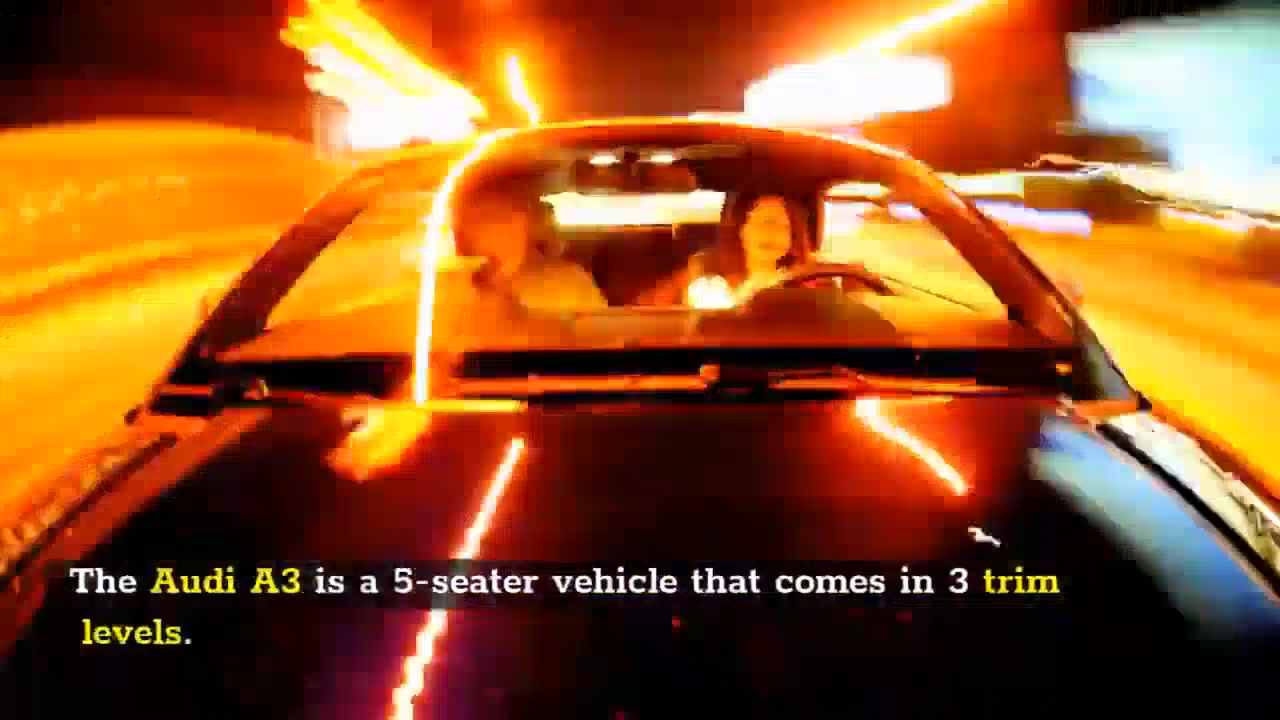 The Audi A3 is a 5-seater vehicle that comes in 3 trim
levels.